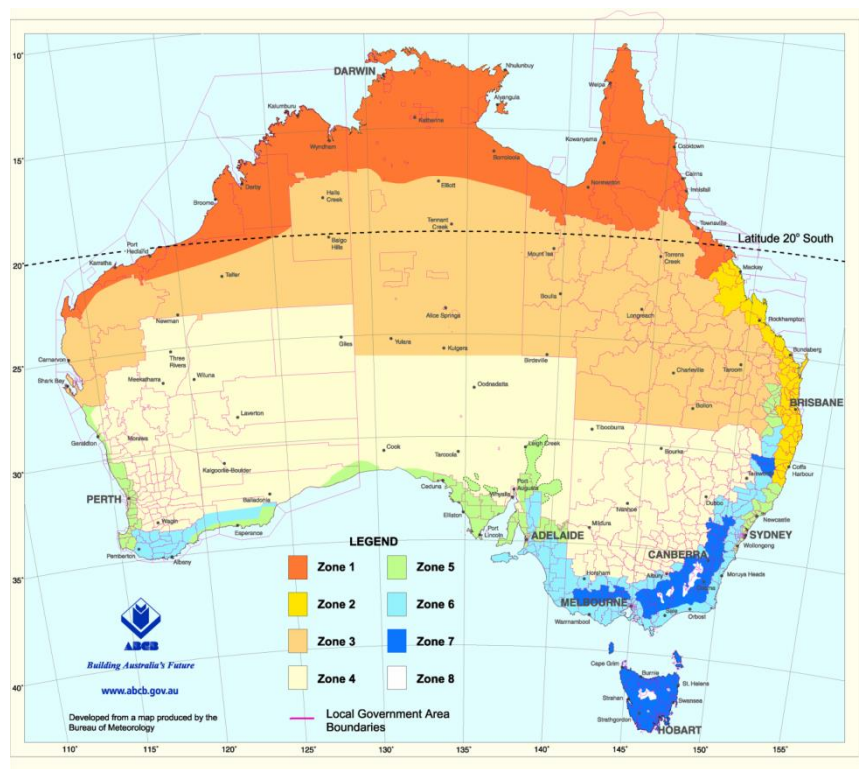 10°
15°
20°
25°
30°
35°
40°
110°
115°
120°
125°
130°
135°
140°
145°
150°
155°
DARWIN
Nhulunbuy
Alyangula
Weipa
Kalumburu
Katherine
Wyndham
Kowanyama
Cooktown
Borroloola
Derby
Broome
Halls
Creek
Elliott
Normanton
Cairns
Innisfail
Townsville
Port
Hedland
Karratha
Balgo
Hills
Tennant
Creek
Latitude 20° South
Mount Isa
Torrens
Creek
Mackay
Telfer
Newman
Alice Springs
Boulia
Longreach
Rockhampton
Bundaberg
Carnarvon
Shark Bay
Three
Rivers
Giles
Yulara
Kulgera
Birdsville
Charleville
Taroom
Meekatharra
Wiluna
Oodnadatta
BRISBANE
Laverton
Tibooburra
Bourke
Geraldton
Morawa
Cook
Tarcoola
Leigh Creek
Coffs
Harbour
Tamworth
Kalgoorlie-Boulder
PERTH
Balladonia
Ceduna
Whyalla
Port
Augusta
Dubbo
Newcastle
Wagin
Esperance
Elliston
Port
Lincoln
ADELAIDE
Mildura
SYDNEY
Wollongong
Pemberton
Albany
CANBERRA
Albury
Moruya Heads
Horsham
MELBOURNE
Sale
Orbost
Warrnambool
LEGEND
Zone 1
Zone 5
Zone 2
Zone 6
Zone 3
Zone 7
Zone 4
Zone 8
Local Government Area
Boundaries
Cape Grim
Burnie
St. Helens
Strahan
Swansea
Strathgordon
HOBART
ABCB
Building Australia's Future
www.abcb.gov.au
Developed from a map produced by the
Bureau of Meteorology